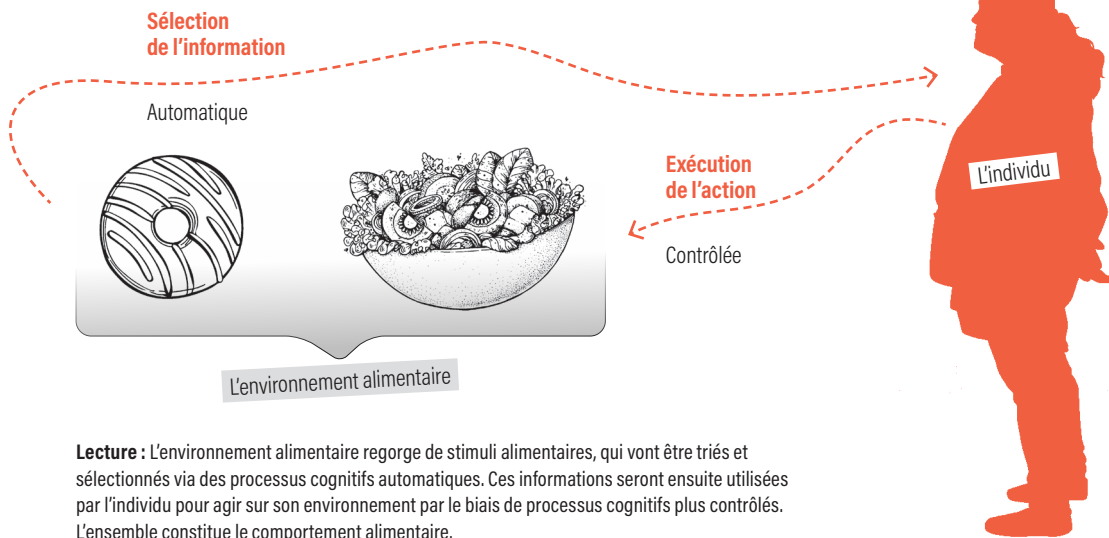 Sélection
de l'information
Automatique
Exécution
de l'action
Contrôlée
L'individu
L'environnement alimentaire
Lecture : L'environnement alimentaire regorge de stimuli alimentaires, qui vont être triés et
sélectionnés via des processus cognitifs automatiques. Ces informations seront ensuite utilisées
par l'individu pour agir sur son environnement par le biais de processus cognitifs plus contrôlés.
L'ensemble constitue le comportement alimentaire.